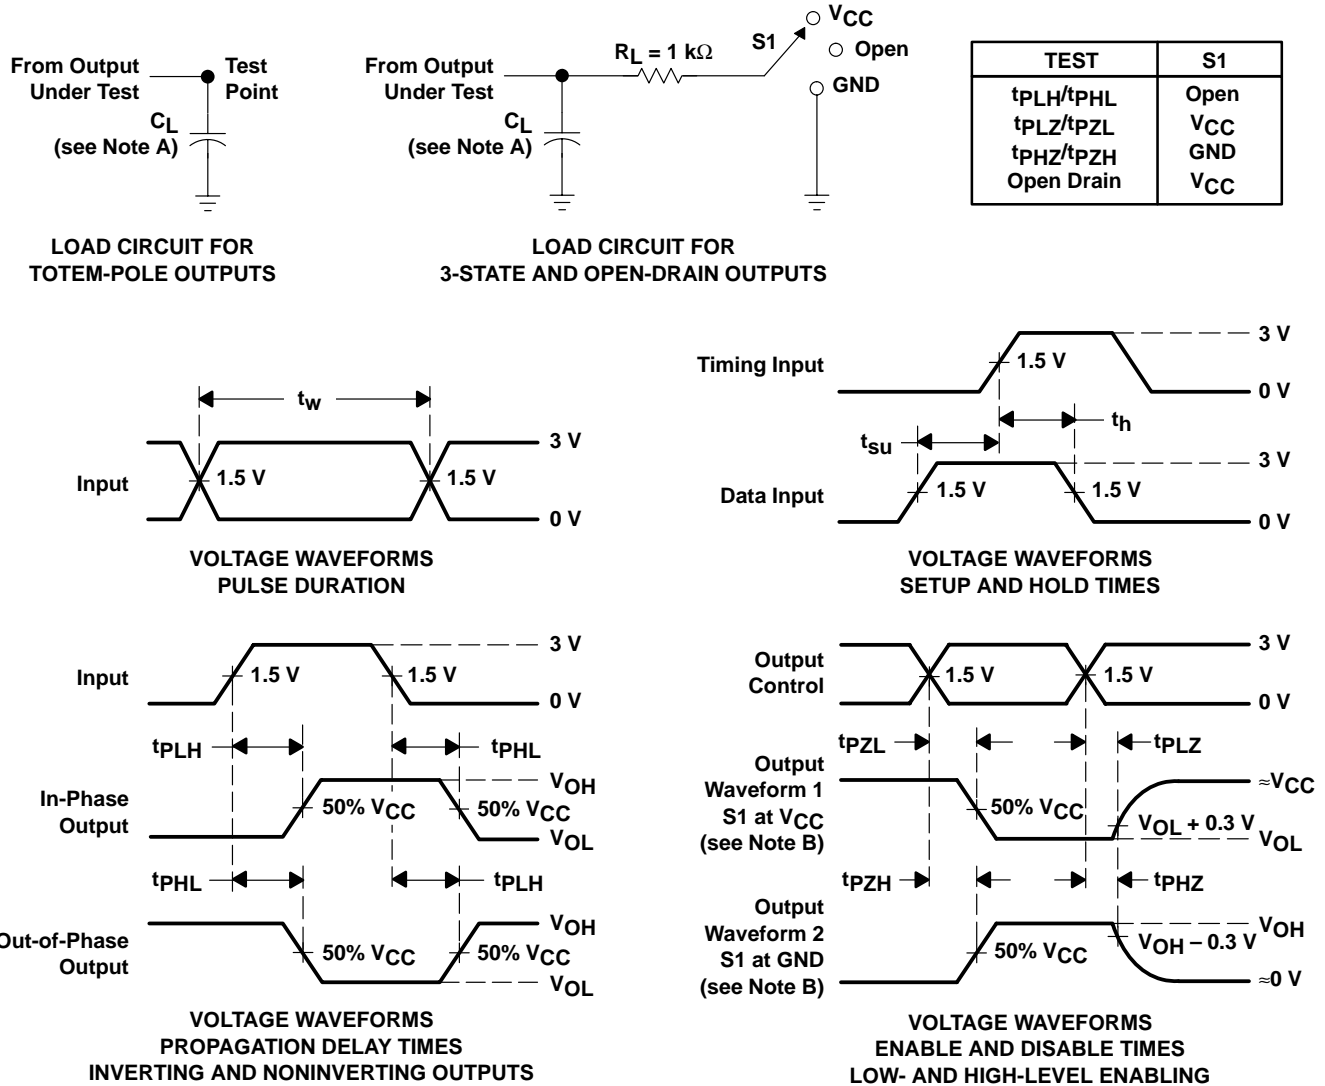 From Output
Under Test
Test
Point
CL
(see Note A)
LOAD CIRCUIT FOR
TOTEM-POLE OUTPUTS
From Output
Under Test
RL = 1 kΩ
S1
VCC
Open
GND
CL
(see Note A)
LOAD CIRCUIT FOR
3-STATE AND OPEN-DRAIN OUTPUTS
TEST S1
tPLH/tPHL Open
tPLZ/tPZL VCC
tPHZ/tPZH GND
Open Drain VCC
tw
Input
1.5 V
1.5 V
3 V
0 V
VOLTAGE WAVEFORMS
PULSE DURATION
Timing Input
1.5 V
3 V
0 V
tsu
th
Data Input
1.5 V
1.5 V
3 V
0 V
VOLTAGE WAVEFORMS
SETUP AND HOLD TIMES
Input
1.5 V
1.5 V
3 V
0 V
tPLH
tPHL
In-Phase
Output
50% VCC
50% VCC
VOH
VOL
tPHL
tPLH
Out-of-Phase
Output
50% VCC
50% VCC
VOH
VOL
VOLTAGE WAVEFORMS
PROPAGATION DELAY TIMES
INVERTING AND NONINVERTING OUTPUTS
Output
Control
1.5 V
1.5 V
3 V
0 V
tPZL
tPLZ
Output
Waveform 1
S1 at VCC
(see Note B)
50% VCC
VOL + 0.3 V
≈VCC
VOL
tPZH
tPHZ
Output
Waveform 2
S1 at GND
(see Note B)
50% VCC
VOH − 0.3 V
VOH
≈0 V
VOLTAGE WAVEFORMS
ENABLE AND DISABLE TIMES
LOW- AND HIGH-LEVEL ENABLING